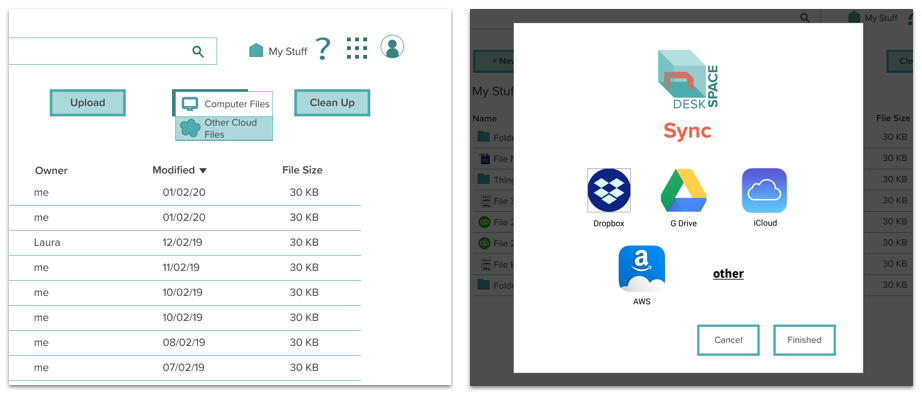 My Stuff
?
Upload
Computer Files
Other Cloud
Files
Clean Up
Owner Modified ▼ File Size
me 01/02/20 30 KB
me 01/02/20 30 KB
Laura 12/02/19 30 KB
me 11/02/19 30 KB
me 10/02/19 30 KB
me 10/02/19 30 KB
me 08/02/19 30 KB
me 07/02/19 30 KB
My Stuff
My Stuf
Name File Size
30 KB
File 30 KB
Thing 30 KB
File 3 30 KB
File 2 30 KB
File 2 30 KB
30 KB
30 KB
DESK
SPACE
Sync
Dropbox
G Drive
iCloud
a
AWS
other
Cancel
Finished